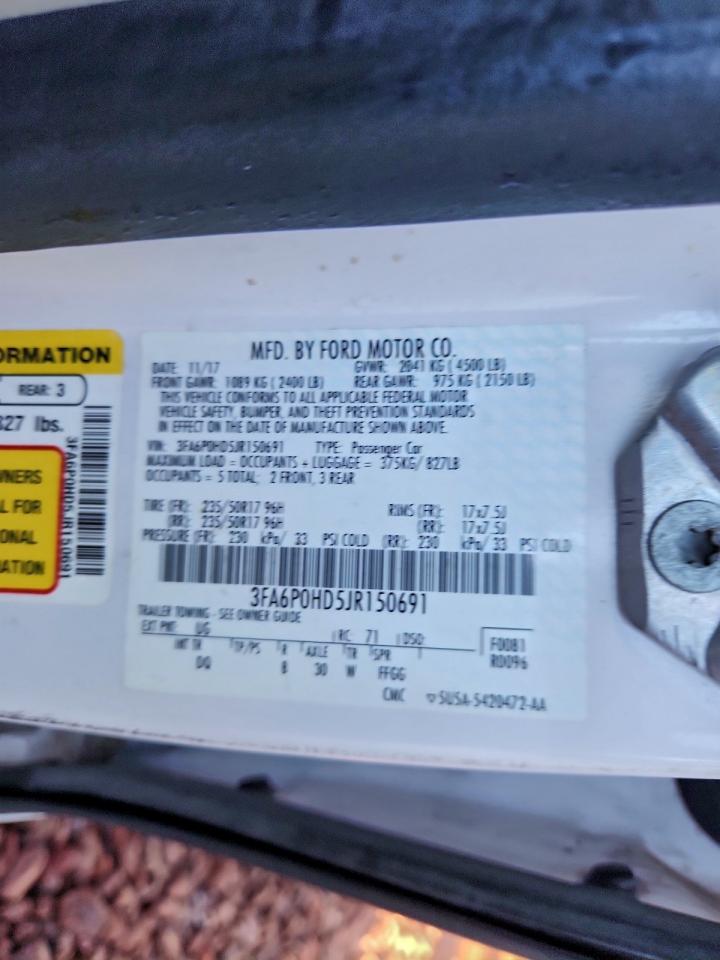 ORMATION
REAR: 3
827 lbs.
3FA6P0HD5JR150691
WNERS
L FOR
ONAL
ATION
MFD. BY FORD MOTOR CO.
DATE: 11/17 GVWR: 2041 KG ( 4500 LB)
FRONT GAWR: 1089 KG ( 2400 LB) REAR GAWR: 975 KG ( 2150 LB)
THIS VEHICLE CONFORMS TO ALL APPLICABLE FEDERAL MOTOR
VEHICLE SAFETY, BUMPER, AND THEFT PREVENTION STANDARDS
IN EFFECT ON THE DATE OF MANUFACTURE SHOWN ABOVE.
VIN: 3FA6P0HD5JR150691 TYPE: Passenger Car
MAXIMUM LOAD = OCCUPANTS + LUGGAGE = 375KG/ 827LB
OCCUPANTS = 5 TOTAL; 2 FRONT, 3 REAR
TIRE (FR): 235/50R17 96H RIMS (FR): 17x7.5J
(RR): 235/50R17 96H (RR): 17x7.5J
PRESSURE (FR): 230 kPa/ 33 PSI COLD (RR): 230 kPa/ 33 PSI COLD
3FA6P0HD5JR150691
TRAILER TOWING - SEE OWNER GUIDE
EXT PNT: UG RC: 71 DSO: F0081
INT TR TP/PS R AXLE TR SPR R0096
DQ B 30 W FFGG
CMC ▽5USA-5420472-AA